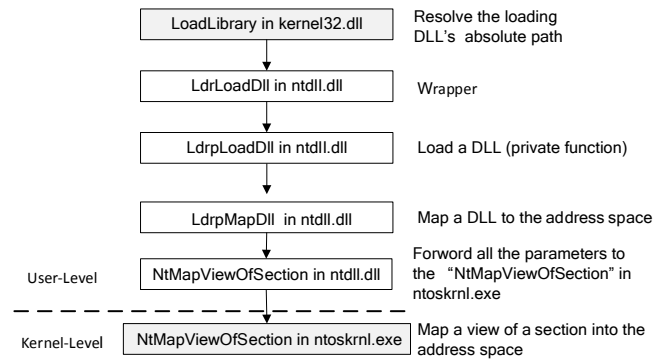 LoadLibrary in kernel32.dll
Resolve the loading
DLL's absolute path
LdrLoadDll in ntdll.dll
Wrapper
LdrpLoadDll in ntdll.dll
Load a DLL (private function)
LdrpMapDll in ntdll.dll
Map a DLL to the address space
User-Level
NtMapViewOfSection in ntdll.dll
Forword all the parameters to
the "NtMapViewOfSection" in
ntoskrnl.exe
Kernel-Level
NtMapViewOfSection in ntoskrnl.exe
Map a view of a section into the
address space